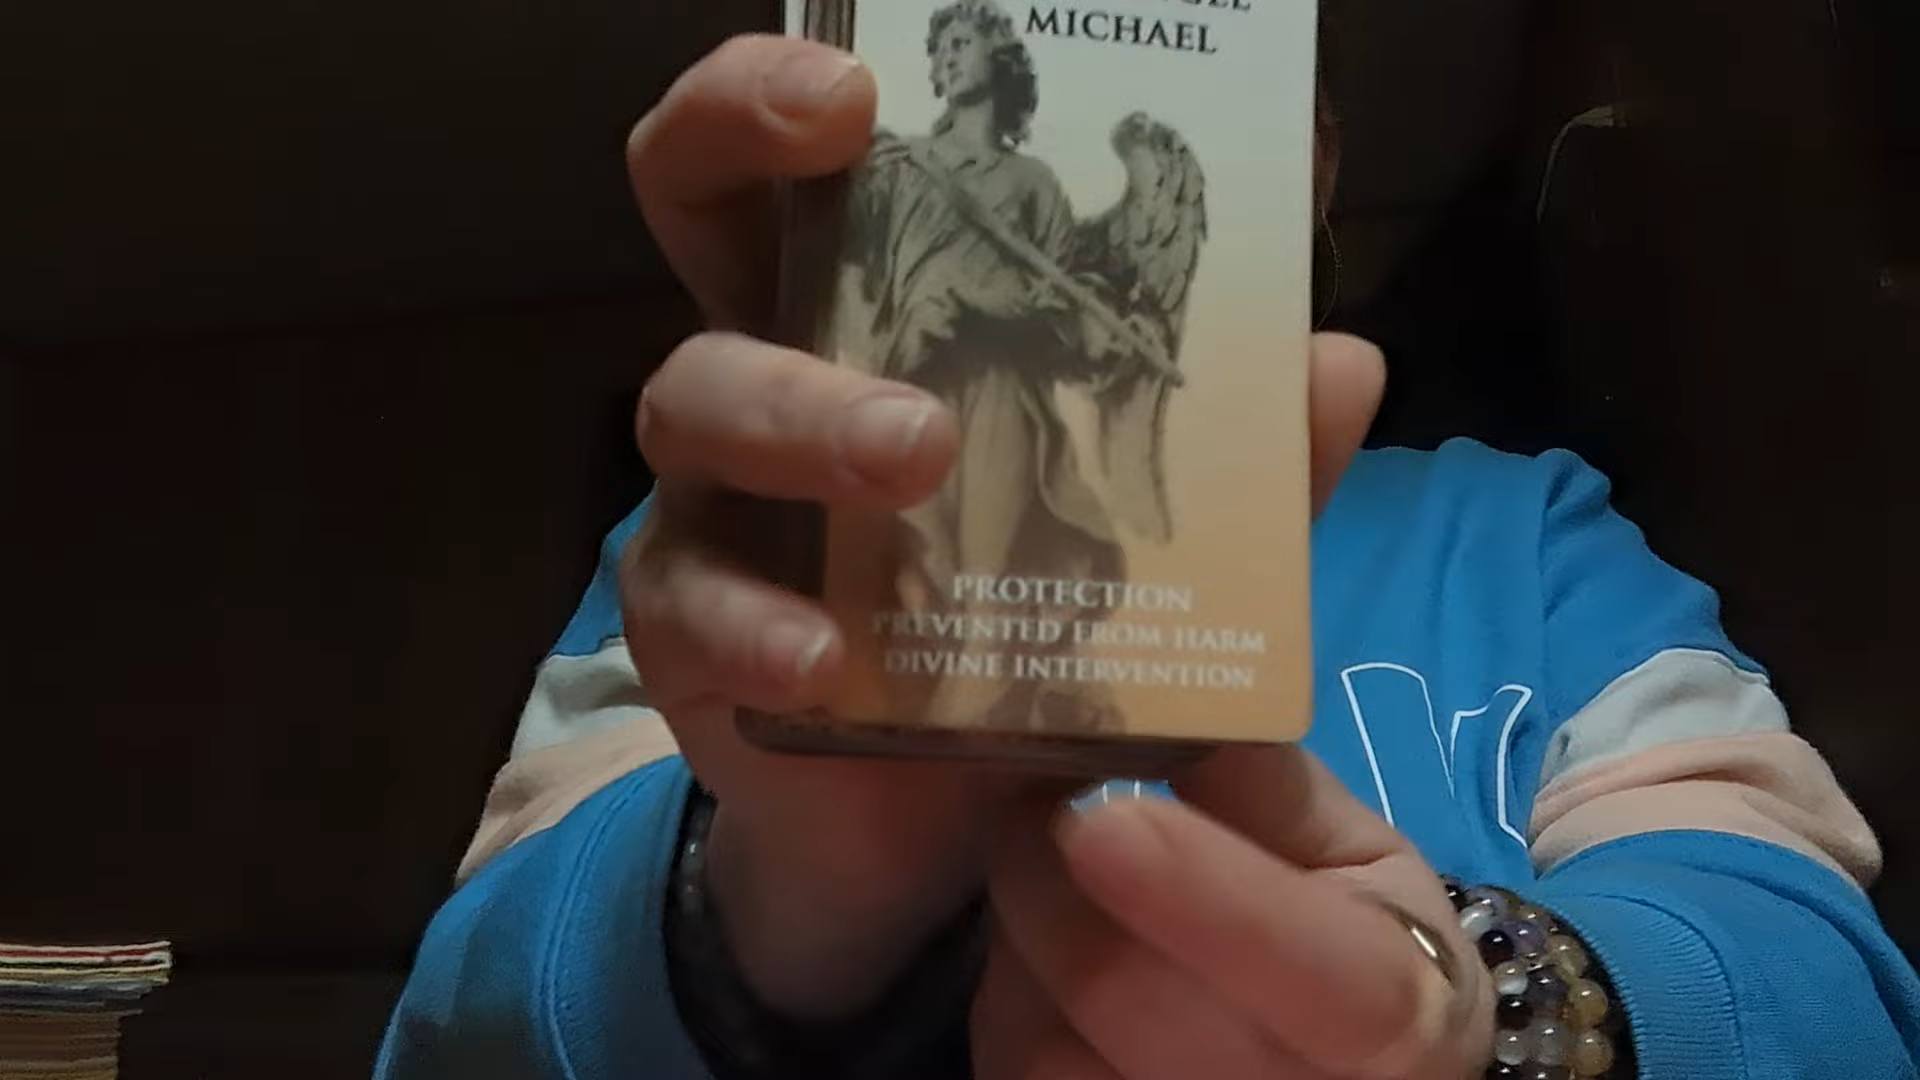 MICHAEL
PROTECTION
PREVENTED FROM HARM
DIVINE INTERVENTION